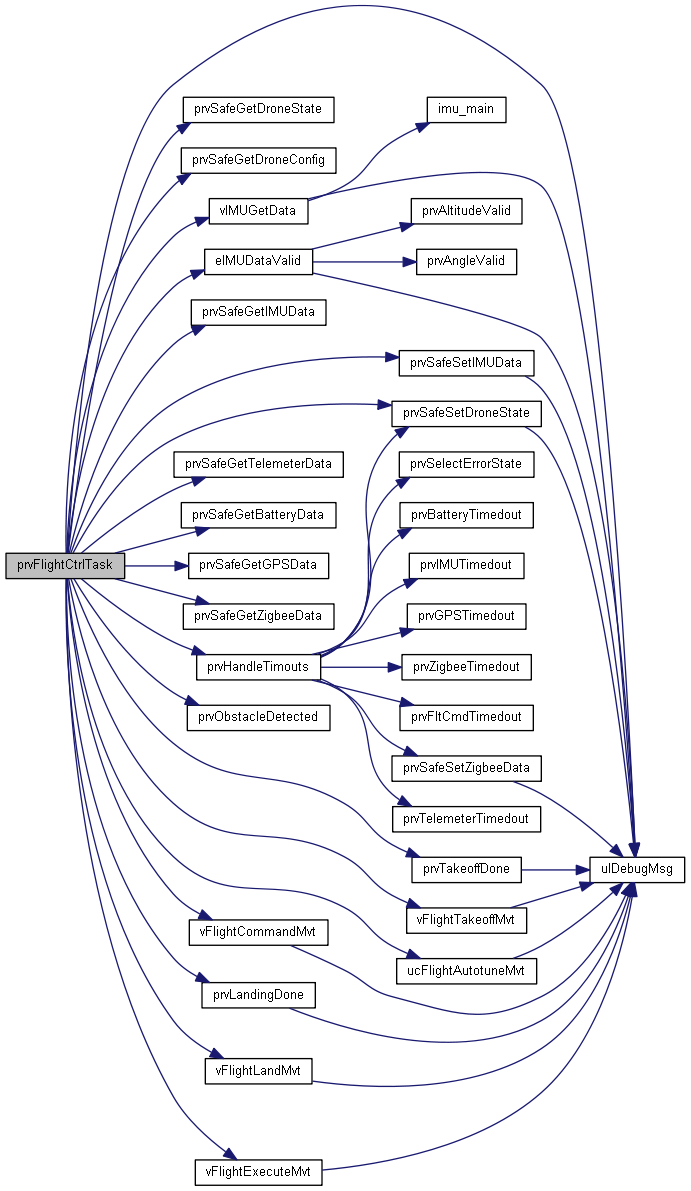 prvSafeGetDroneState
imu_main
prvSafeGetDroneConfig
vIMUGetData
prvAltitudeValid
eIMUDataValid
prvAngleValid
prvSafeGetIMUData
prvSafeSetIMUData
prvSafeSetDroneState
prvSafeGetTelemeterData
prvSelectErrorState
prvSafeGetBatteryData
prvBatteryTimedout
prvFlightCtrlTask
prvSafeGetGPSData
prvIMUTimedout
prvSafeGetZigbeeData
prvGPSTimedout
prvHandleTimouts
prvZigbeeTimedout
prvObstacleDetected
prvFltCmdTimedout
prvSafeSetZigbeeData
prvTelemeterTimedout
prvTakeoffDone
ulDebugMsg
vFlightTakeoffMvt
vFlightCommandMvt
ucFlightAutotuneMvt
prvLandingDone
vFlightLandMvt
vFlightExecuteMvt